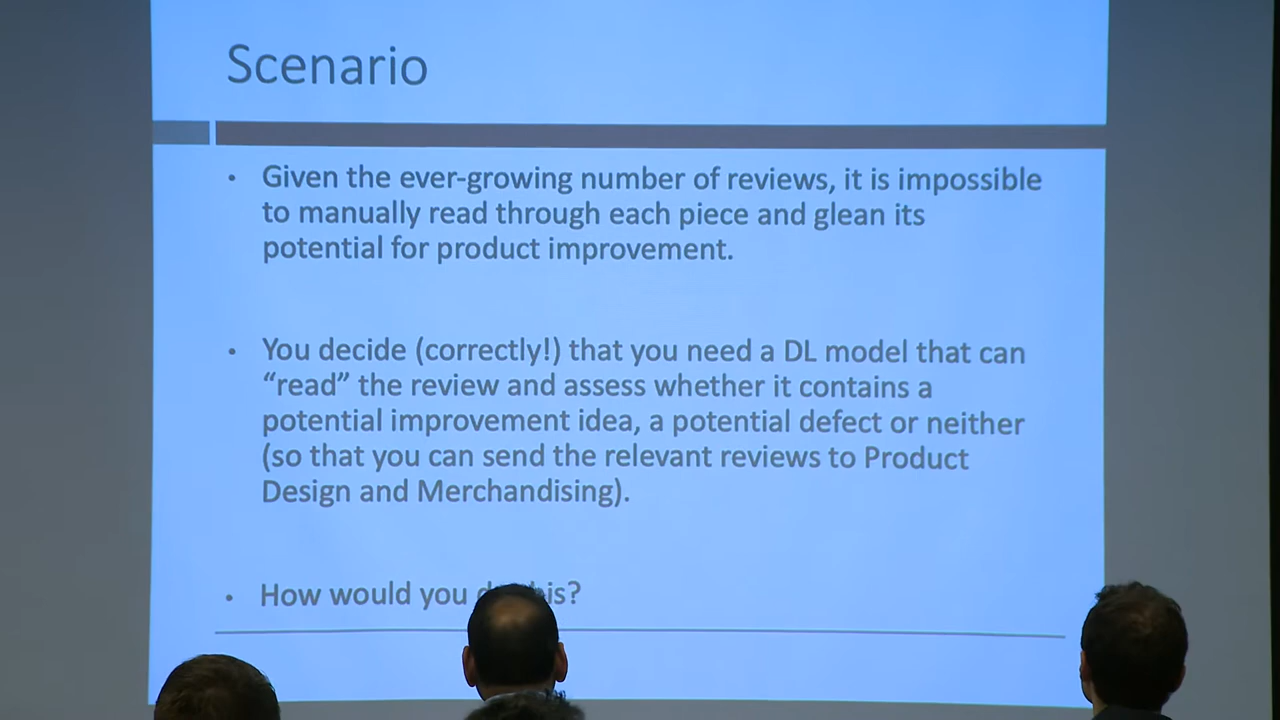 Scenario
• Given the ever-growing number of reviews, it is impossible
to manually read through each piece and glean its
potential for product improvement.
• You decide (correctly!) that you need a DL model that can
“read” the review and assess whether it contains a
potential improvement idea, a potential defect or neither
(so that you can send the relevant reviews to Product
Design and Merchandising).
• How would you is?